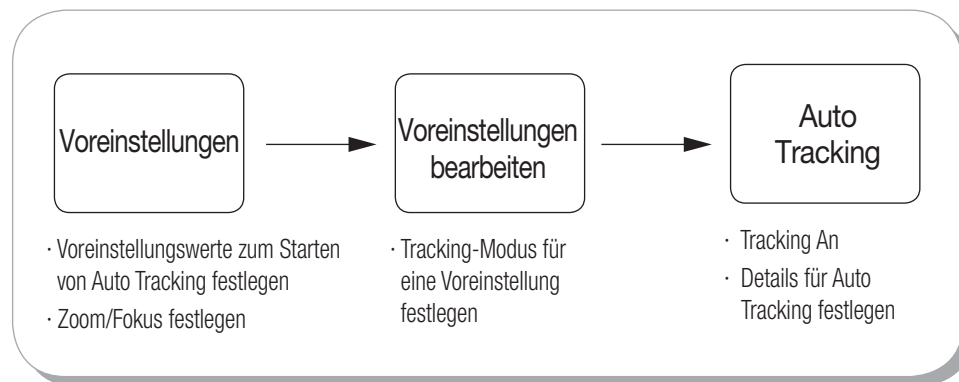 Voreinstellungen
· Voreinstellungswerte zum Starten
von Auto Tracking festlegen
· Zoom/Fokus festlegen
Voreinstellungen
bearbeiten
· Tracking-Modus für
eine Voreinstellung
festlegen
Auto
Tracking
· Tracking An
· Details für Auto
Tracking festlegen